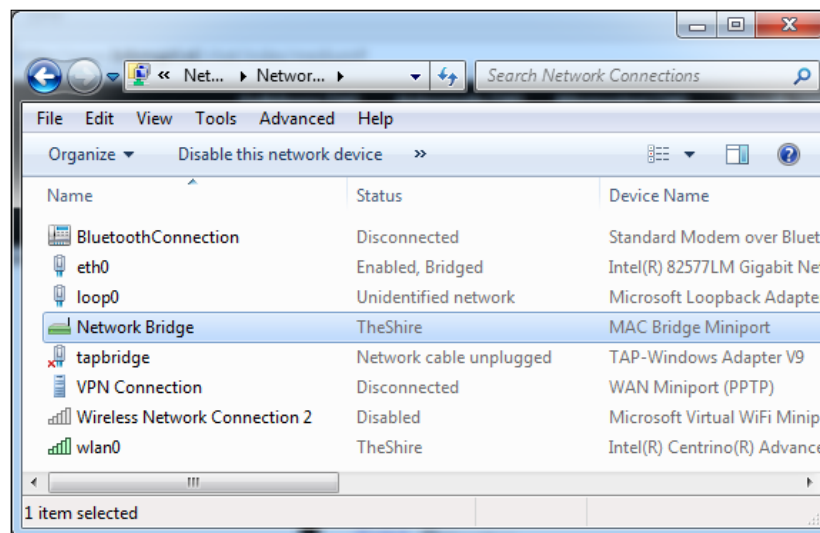 « Net... Networ... Search Network Connections
File Edit View Tools Advanced Help
Organize Disable this network device »
Name Status Device Name
BluetoothConnection Disconnected Standard Modem over Bluet
eth0 Enabled, Bridged Intel(R) 82577LM Gigabit Ne
loop0 Unidentified network Microsoft Loopback Adapte
Network Bridge TheShire MAC Bridge Miniport
tapbridge Network cable unplugged TAP-Windows Adapter V9
VPN Connection Disconnected WAN Miniport (PPTP)
Wireless Network Connection 2 Disabled Microsoft Virtual WiFi Minip
wlan0 TheShire Intel(R) Centrino(R) Advance
1 item selected